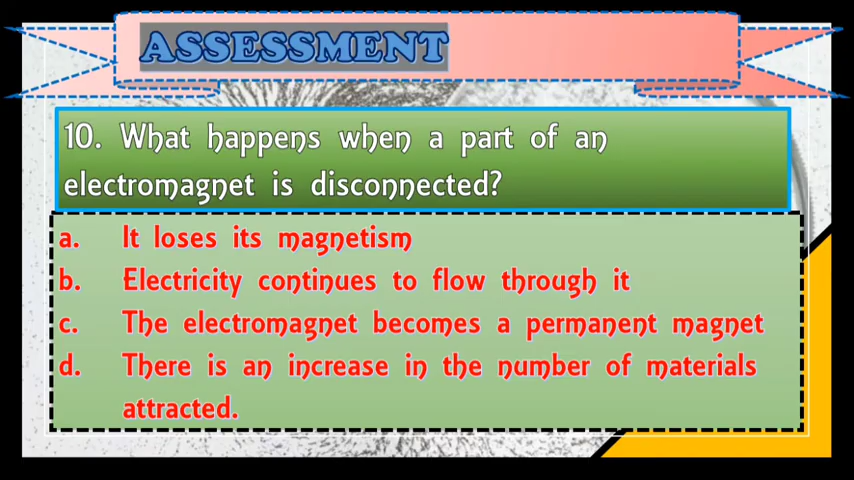 ASSESSMENT
10. What happens when a part of an
electromagnet is disconnected?
a. It loses its magnetism
b. Electricity continues to flow through it
c. The electromagnet becomes a permanent magnet
d. There is an increase in the number of materials
attracted.